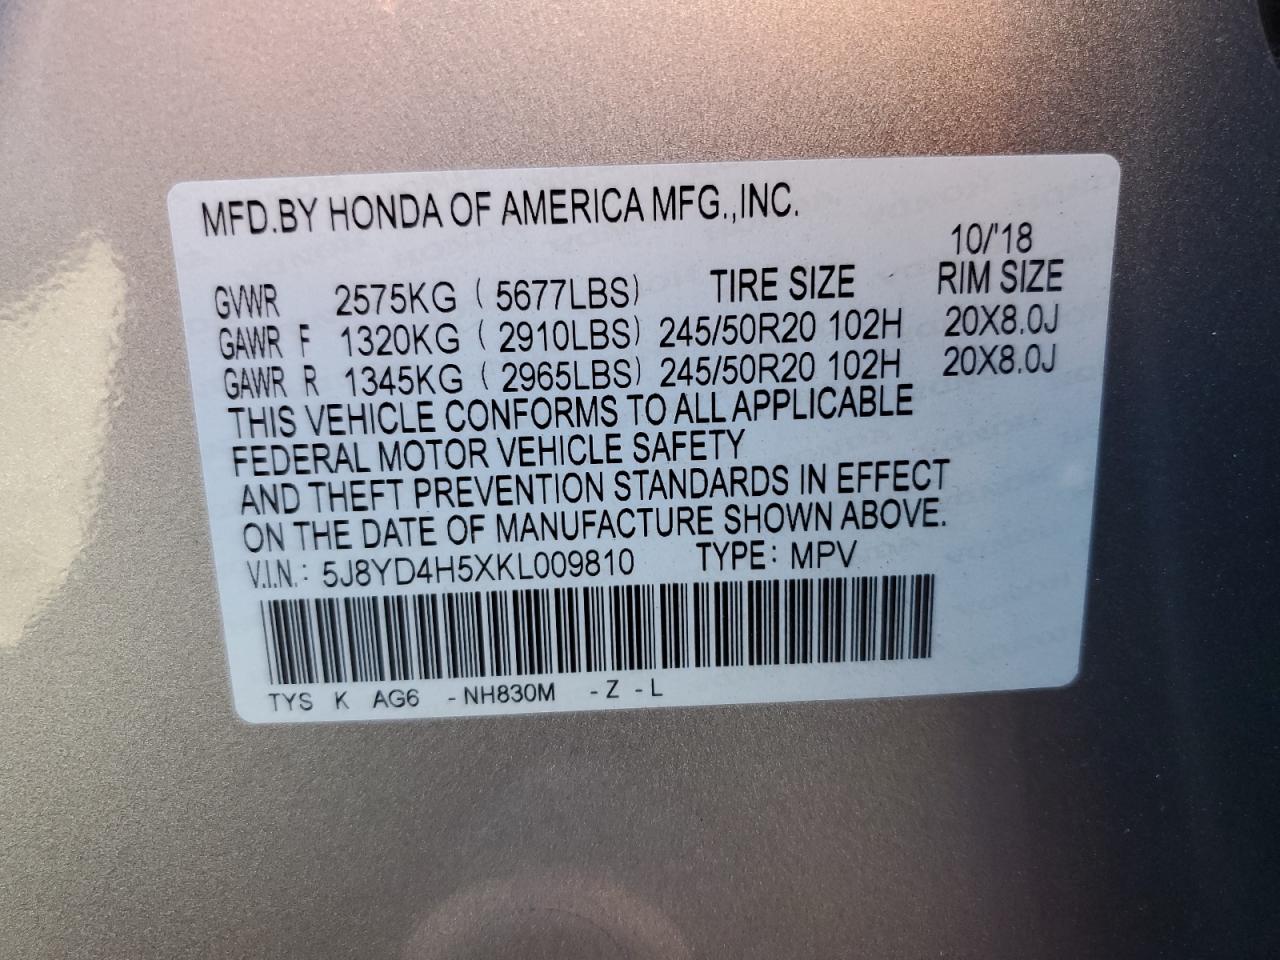 MFD.BY HONDA OF AMERICA MFG.,INC.
10/'18
GVWR 2575KG ( 5677LBS) TIRE SIZE RIM SIZE
GAWR F 1320KG ( 2910LBS) 245/50R20 102H 20X8.0J
GAWR R 1345KG ( 2965LBS) 245/50R20 102H 20X8.0J
THIS VEHICLE CONFORMS TO ALL APPLICABLE
FEDERAL MOTOR VEHICLE SAFETY
AND THEFT PREVENTION STANDARDS IN EFFECT
ON THE DATE OF MANUFACTURE SHOWN ABOVE.
V.I.N.: 5J8YD4H5XKL009810 TYPE: MPV
TYS K AG6 -NH830M -Z -L